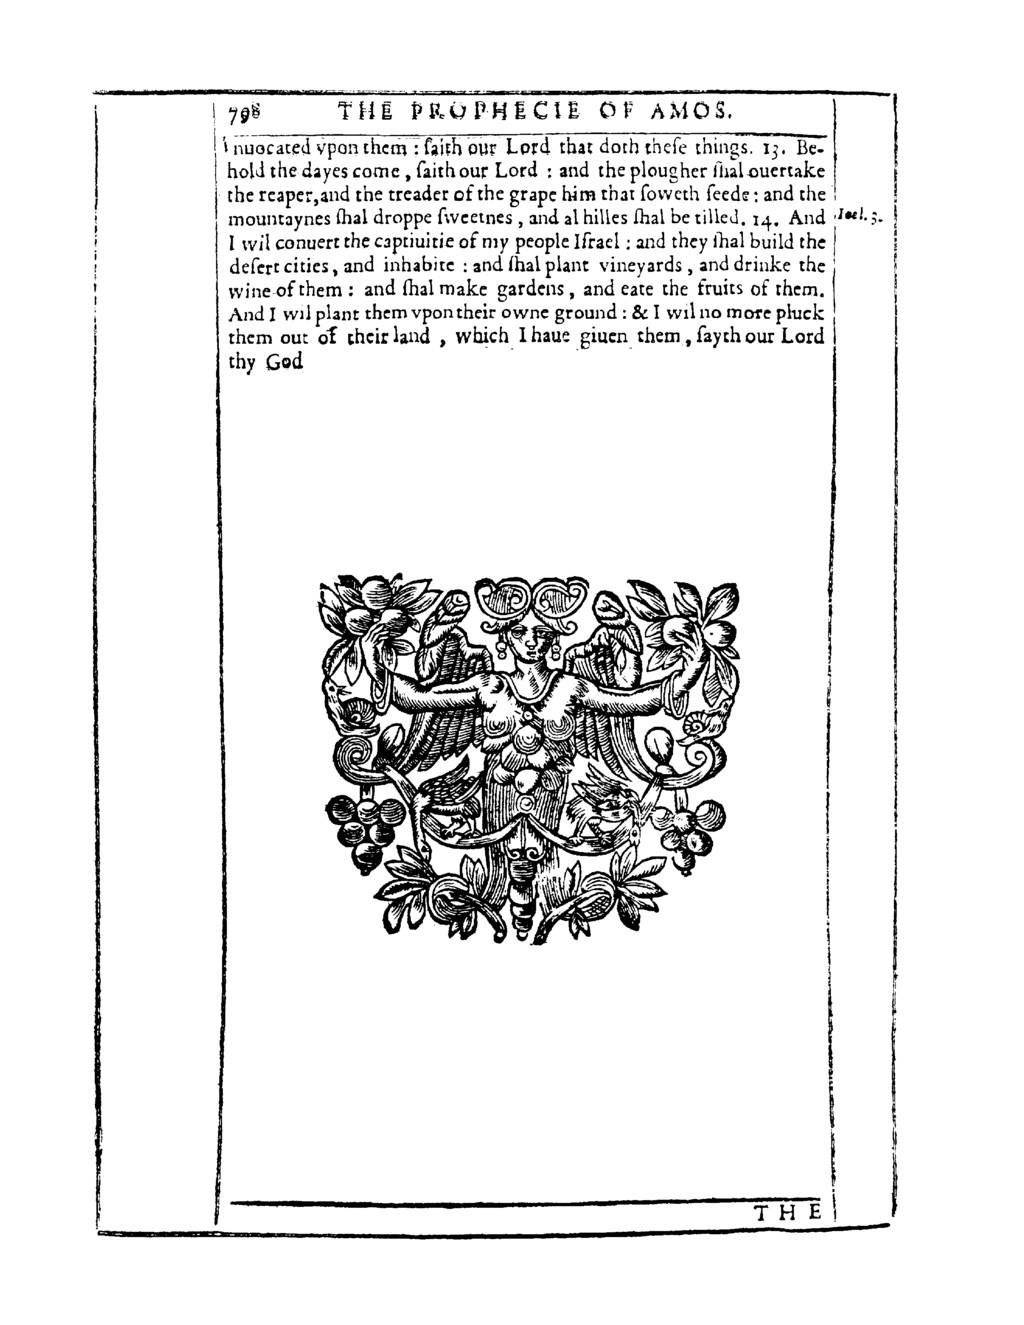 798 THE PROPHECIE OF AMOS.
inuocated vpon them : ſaith our Lord that doth theſe things. 13. Be-
hold the dayes come , ſaith our Lord : and the plougher ſhal ouertake
the reaper, and the treader of the grape him that ſoweth ſeede : and the
mountaynes ſhal droppe ſweetnes , and al hilles ſhal be tilled. 14. And
Ioel. 3.
I wil conuert the captiuitie of my people Iſrael : and they ſhal build the
deſert cities, and inhabite : and ſhal plant vineyards , and drinke the
wine of them : and ſhal make gardens , and eate the fruits of them.
And I wil plant them vpon their owne ground : & I wil no more pluck
them out of their land , which I haue giuen them , ſayth our Lord
thy God
THE